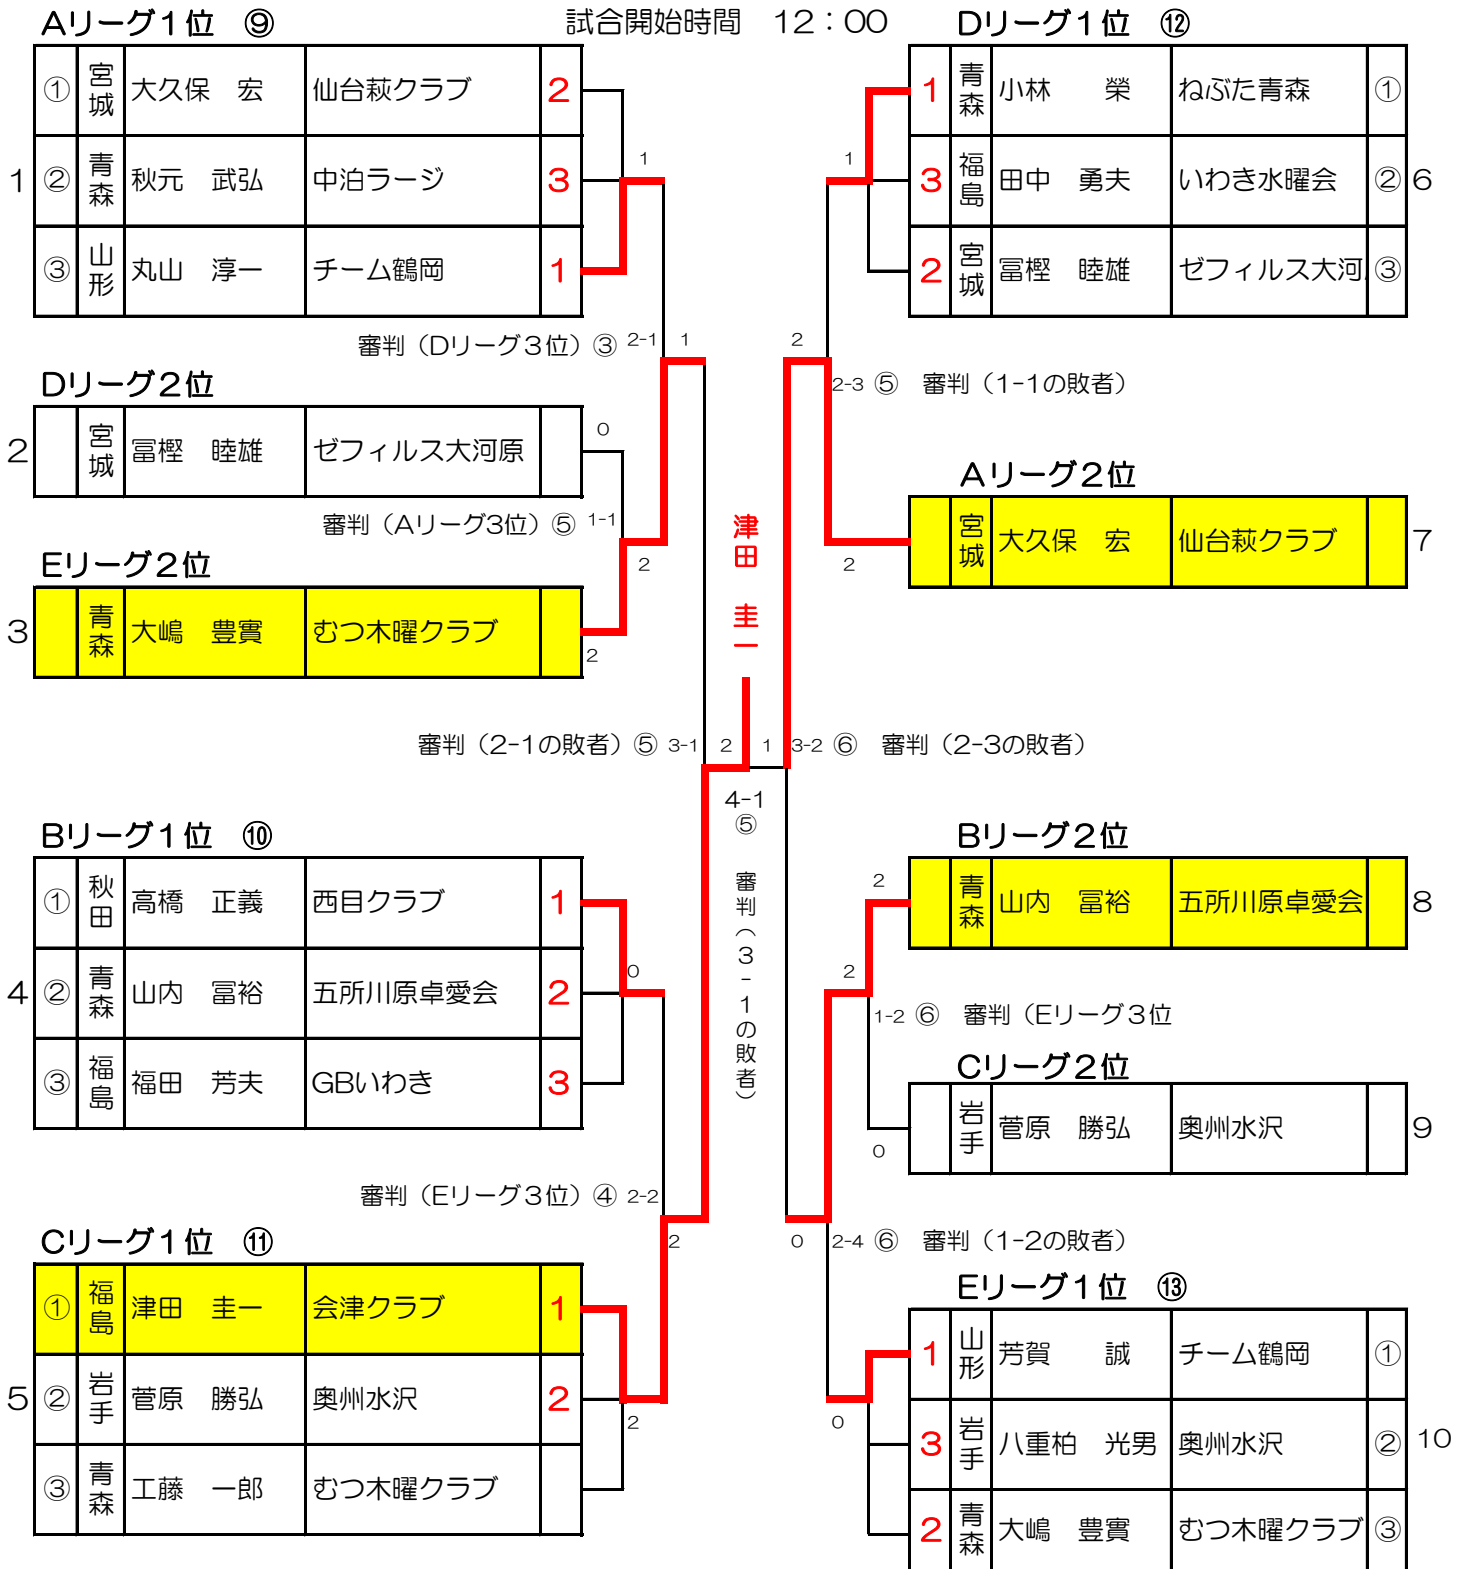 Aリーグ1位　⑨
試合開始時間　12：00
Dリーグ1位　⑫
① 宮城 大久保　宏 仙台萩クラブ 2
1 ② 青森 秋元　武弘 中泊ラージ 3
③ 山形 丸山　淳一 チーム鶴岡 1
1
1 青森 小林　　榮 ねぶた青森 ①
3 福島 田中　勇夫 いわき水曜会 ② 6
2 宮城 冨樫　睦雄 ゼフィルス大河 ③
1
審判（Dリーグ3位）③ 2-1 1
2
2-3 ⑤　審判（1-1の敗者）
Dリーグ2位
2 宮城 冨樫　睦雄 ゼフィルス大河原
0
審判（Aリーグ3位）⑤ 1-1
2
Eリーグ2位
3 青森 大嶋　豊實 むつ木曜クラブ
2
Aリーグ2位
宮城 大久保　宏 仙台萩クラブ 7
2
津田　圭一
審判（2-1の敗者）⑤ 3-1 2
1 3-2 ⑥　審判（2-3の敗者）
4-1
⑤
審判（3-1の敗者）
Bリーグ1位　⑩
① 秋田 高橋　正義 西目クラブ 1
4 ② 青森 山内　冨裕 五所川原卓愛会 2
③ 福島 福田　芳夫 GBいわき 3
0
Bリーグ2位
青森 山内　冨裕 五所川原卓愛会 8
2
2
1-2 ⑥　審判（Eリーグ3位
Cリーグ2位
岩手 菅原　勝弘 奥州水沢 9
0
審判（Eリーグ3位）④ 2-2
2
0 2-4 ⑥　審判（1-2の敗者）
Cリーグ1位　⑪
① 福島 津田　圭一 会津クラブ 1
5 ② 岩手 菅原　勝弘 奥州水沢 2
③ 青森 工藤　一郎 むつ木曜クラブ
2
Eリーグ1位　⑬
1 山形 芳賀　　誠 チーム鶴岡 ①
3 岩手 八重柏　光男 奥州水沢 ② 10
2 青森 大嶋　豊實 むつ木曜クラブ ③
0